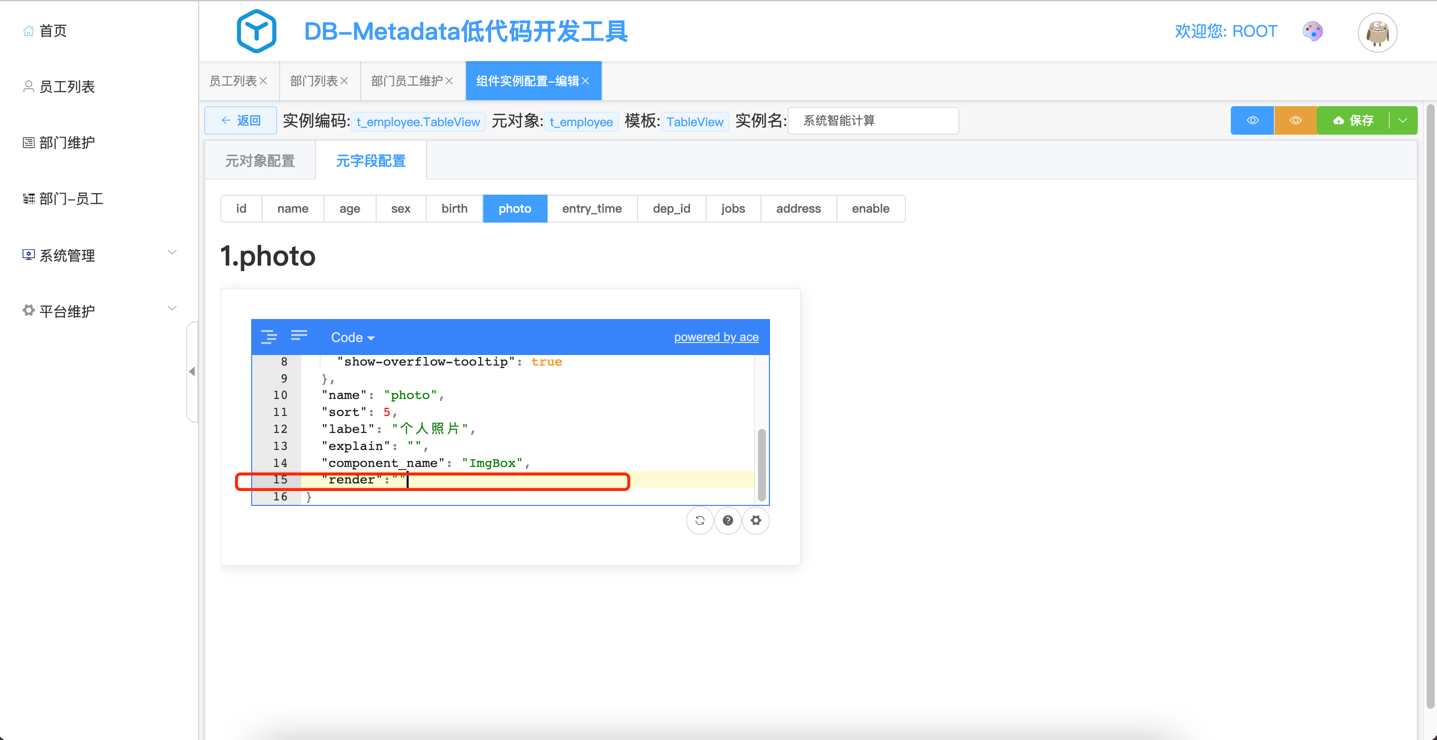 首页
员工列表
部门维护
部门-员工
系统管理
平台维护
DB-Metadata低代码开发工具
欢迎您: ROOT
员工列表 部门列表 部门员工维护 组件实例配置-编辑
返回 实例编码: t_employee.TableView 元对象: t_employee 模板: TableView 实例名: 系统智能计算 保存
元对象配置 元字段配置
id name age sex birth photo entry_time dep_id jobs address enable
1.photo
Code powered by ace
8 "show-overflow-tooltip": true
9 },
10 "name": "photo",
11 "sort": 5,
12 "label": "个人照片",
13 "explain": "",
14 "component_name": "ImgBox",
15 "render":""
16 }